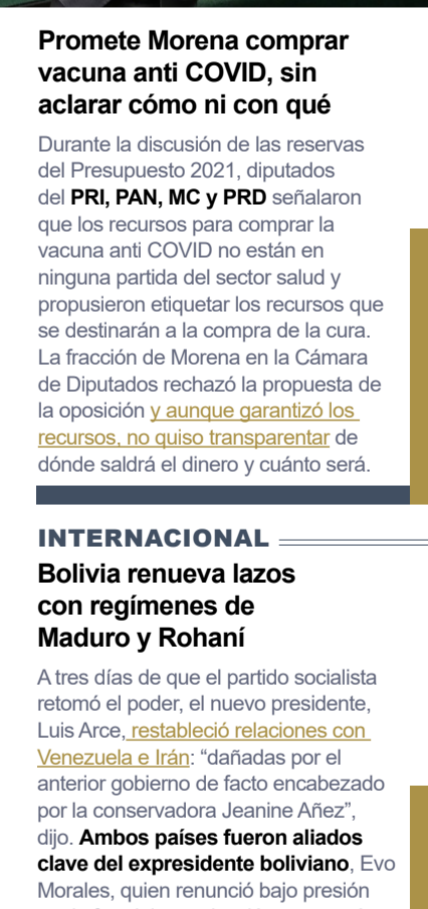 Promete Morena comprar
vacuna anti COVID, sin
aclarar cómo ni con qué
Durante la discusión de las reservas
del Presupuesto 2021, diputados
del PRI, PAN, MC y PRD señalaron
que los recursos para comprar la
vacuna anti COVID no están en
ninguna partida del sector salud y
propusieron etiquetar los recursos que
se destinarán a la compra de la cura.
La fracción de Morena en la Cámara
de Diputados rechazó la propuesta de
la oposición y aunque garantizó los
recursos, no quiso transparentar de
dónde saldrá el dinero y cuánto será.
INTERNACIONAL
Bolivia renueva lazos
con regímenes de
Maduro y Rohaní
A tres días de que el partido socialista
retomó el poder, el nuevo presidente,
Luis Arce, restableció relaciones con
Venezuela e Irán: “dañadas por el
anterior gobierno de facto encabezado
por la conservadora Jeanine Añez”,
dijo. Ambos países fueron aliados
clave del expresidente boliviano, Evo
Morales, quien renunció bajo presión